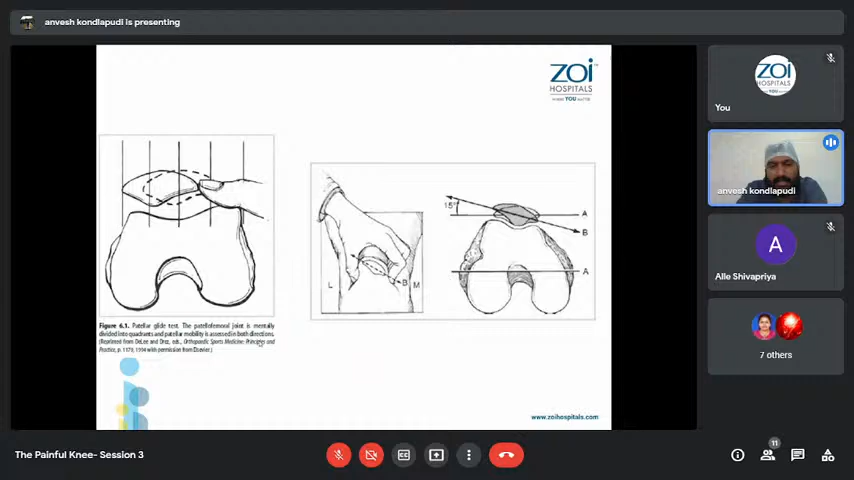 anvesh kondlapudi is presenting
ZOI
HOSPITALS
WHERE YOU MATTER
Figure 6.1. Patellar glide test. The patellofemoral joint is mentally
divided into quadrants and patellar mobility is assessed in both directions.
(Reprinted from DeLee and Drez, eds., Orthopaedic Sports Medicine: Principles and
Practice, p. 1179, 1994 with permission from Elsevier.)
L
B
M
15°
A
B
A
www.zoihospitals.com
ZOI
HOSPITALS
You
anvesh kondlapudi
Alle Shivapriya
7 others
The Painful Knee- Session 3
11